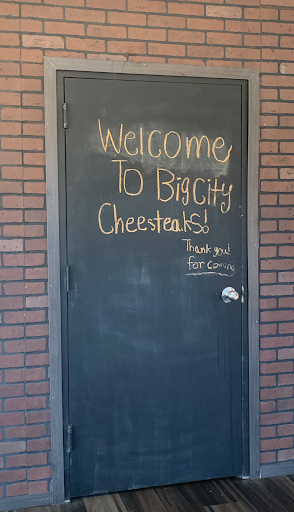 Welcome
To BigCity
Cheesteaks!
Thank you!
for coming